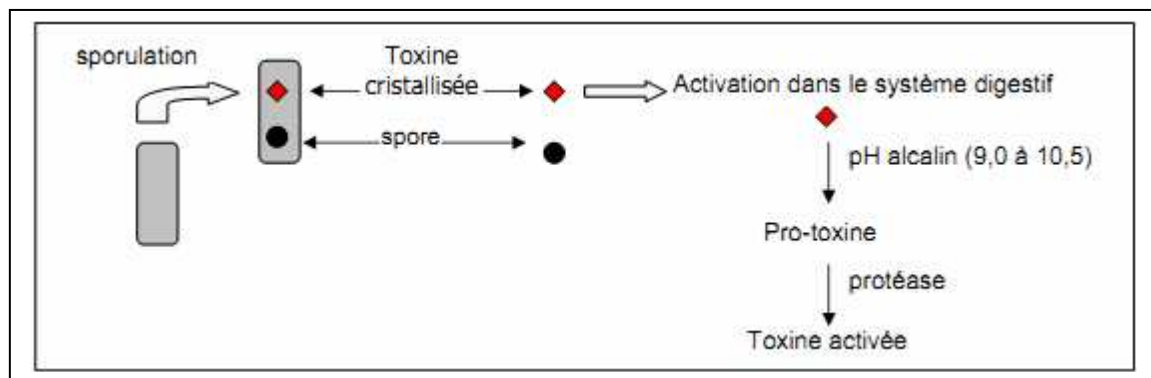 sporulation
Toxine
cristallisée
spore
Activation dans le système digestif
pH alcalin (9,0 à 10,5)
Pro-toxine
protéase
Toxine activée